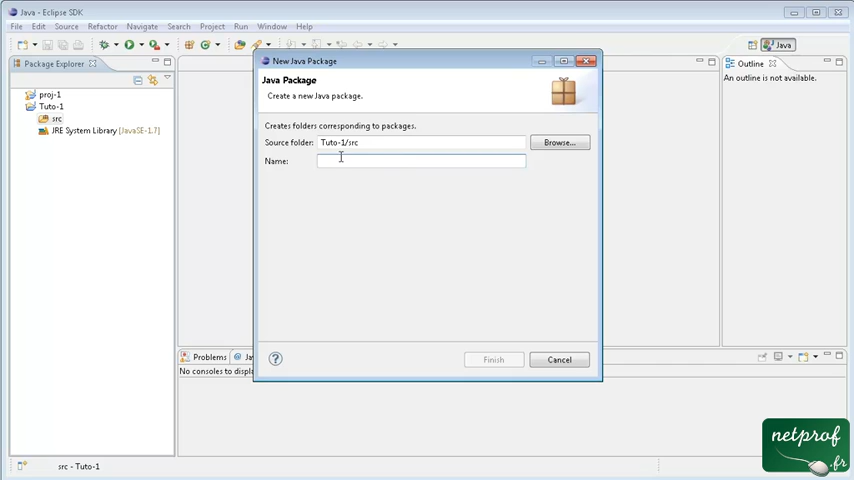 Java - Eclipse SDK
File Edit Source Refactor Navigate Search Project Run Window Help
Java
Package Explorer
proj-1
Tuto-1
src
JRE System Library [JavaSE-1.7]
New Java Package
Java Package
Create a new Java package.
Creates folders corresponding to packages.
Source folder: Tuto-1/src Browse...
Name:
Finish Cancel
Outline
An outline is not available.
Problems @ Ja
No consoles to displa
src - Tuto-1
netprof
.fr